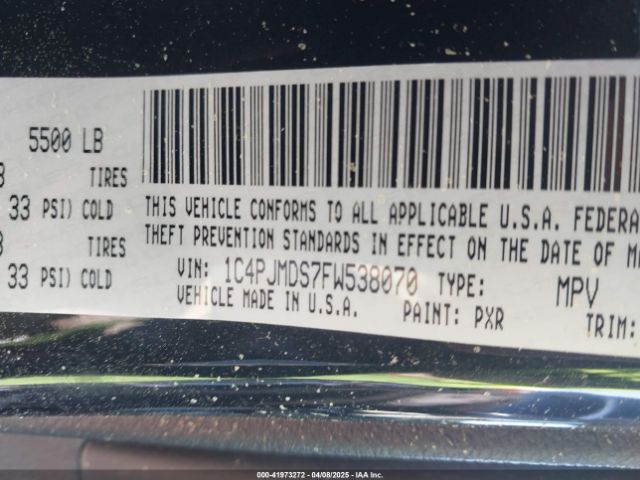 5500 LB
TIRES
33 PSI) COLD
TIRES
33 PSI) COLD
THIS VEHICLE CONFORMS TO ALL APPLICABLE U.S.A. FEDERA
THEFT PREVENTION STANDARDS IN EFFECT ON THE DATE OF
VIN: 1C4PJMDS7FW538070 TYPE: MPV
VEHICLE MADE IN U.S.A. PAINT: PXR TRIM:
00-41973272 - 04/08/2025 - IAA Inc.